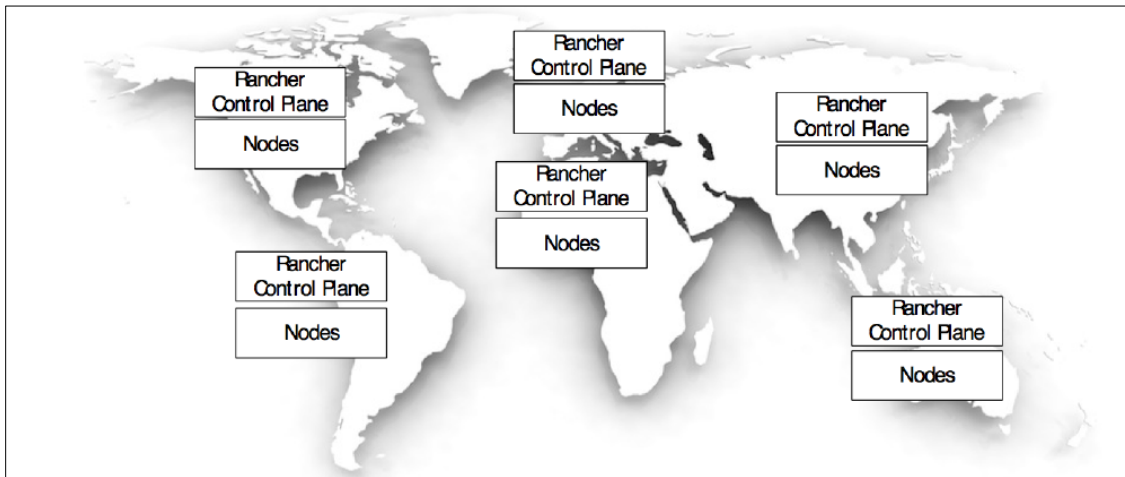 Rancher
Control Plane
Nodes
Rancher
Control Plane
Nodes
Rancher
Control Plane
Nodes
Rancher
Control Plane
Nodes
Rancher
Control Plane
Nodes
Rancher
Control Plane
Nodes